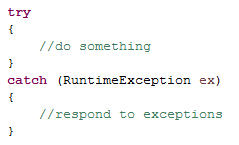 try
{
//do something
}
catch (RuntimeException ex)
{
//respond to exceptions
}